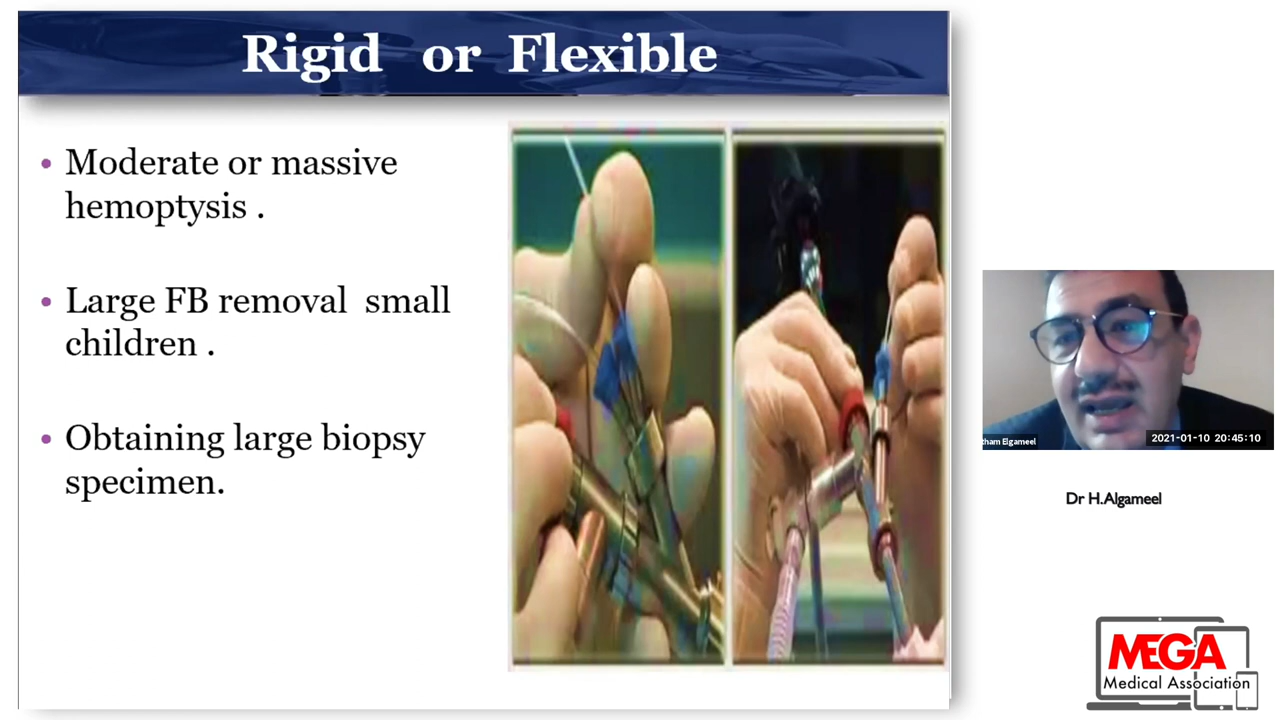 Rigid or Flexible
• Moderate or massive
hemoptysis .
• Large FB removal small
children .
• Obtaining large biopsy
specimen.
tham Elgameel
2021-01-10 20:45:10
Dr H.Algameel
MEGA
Medical Association